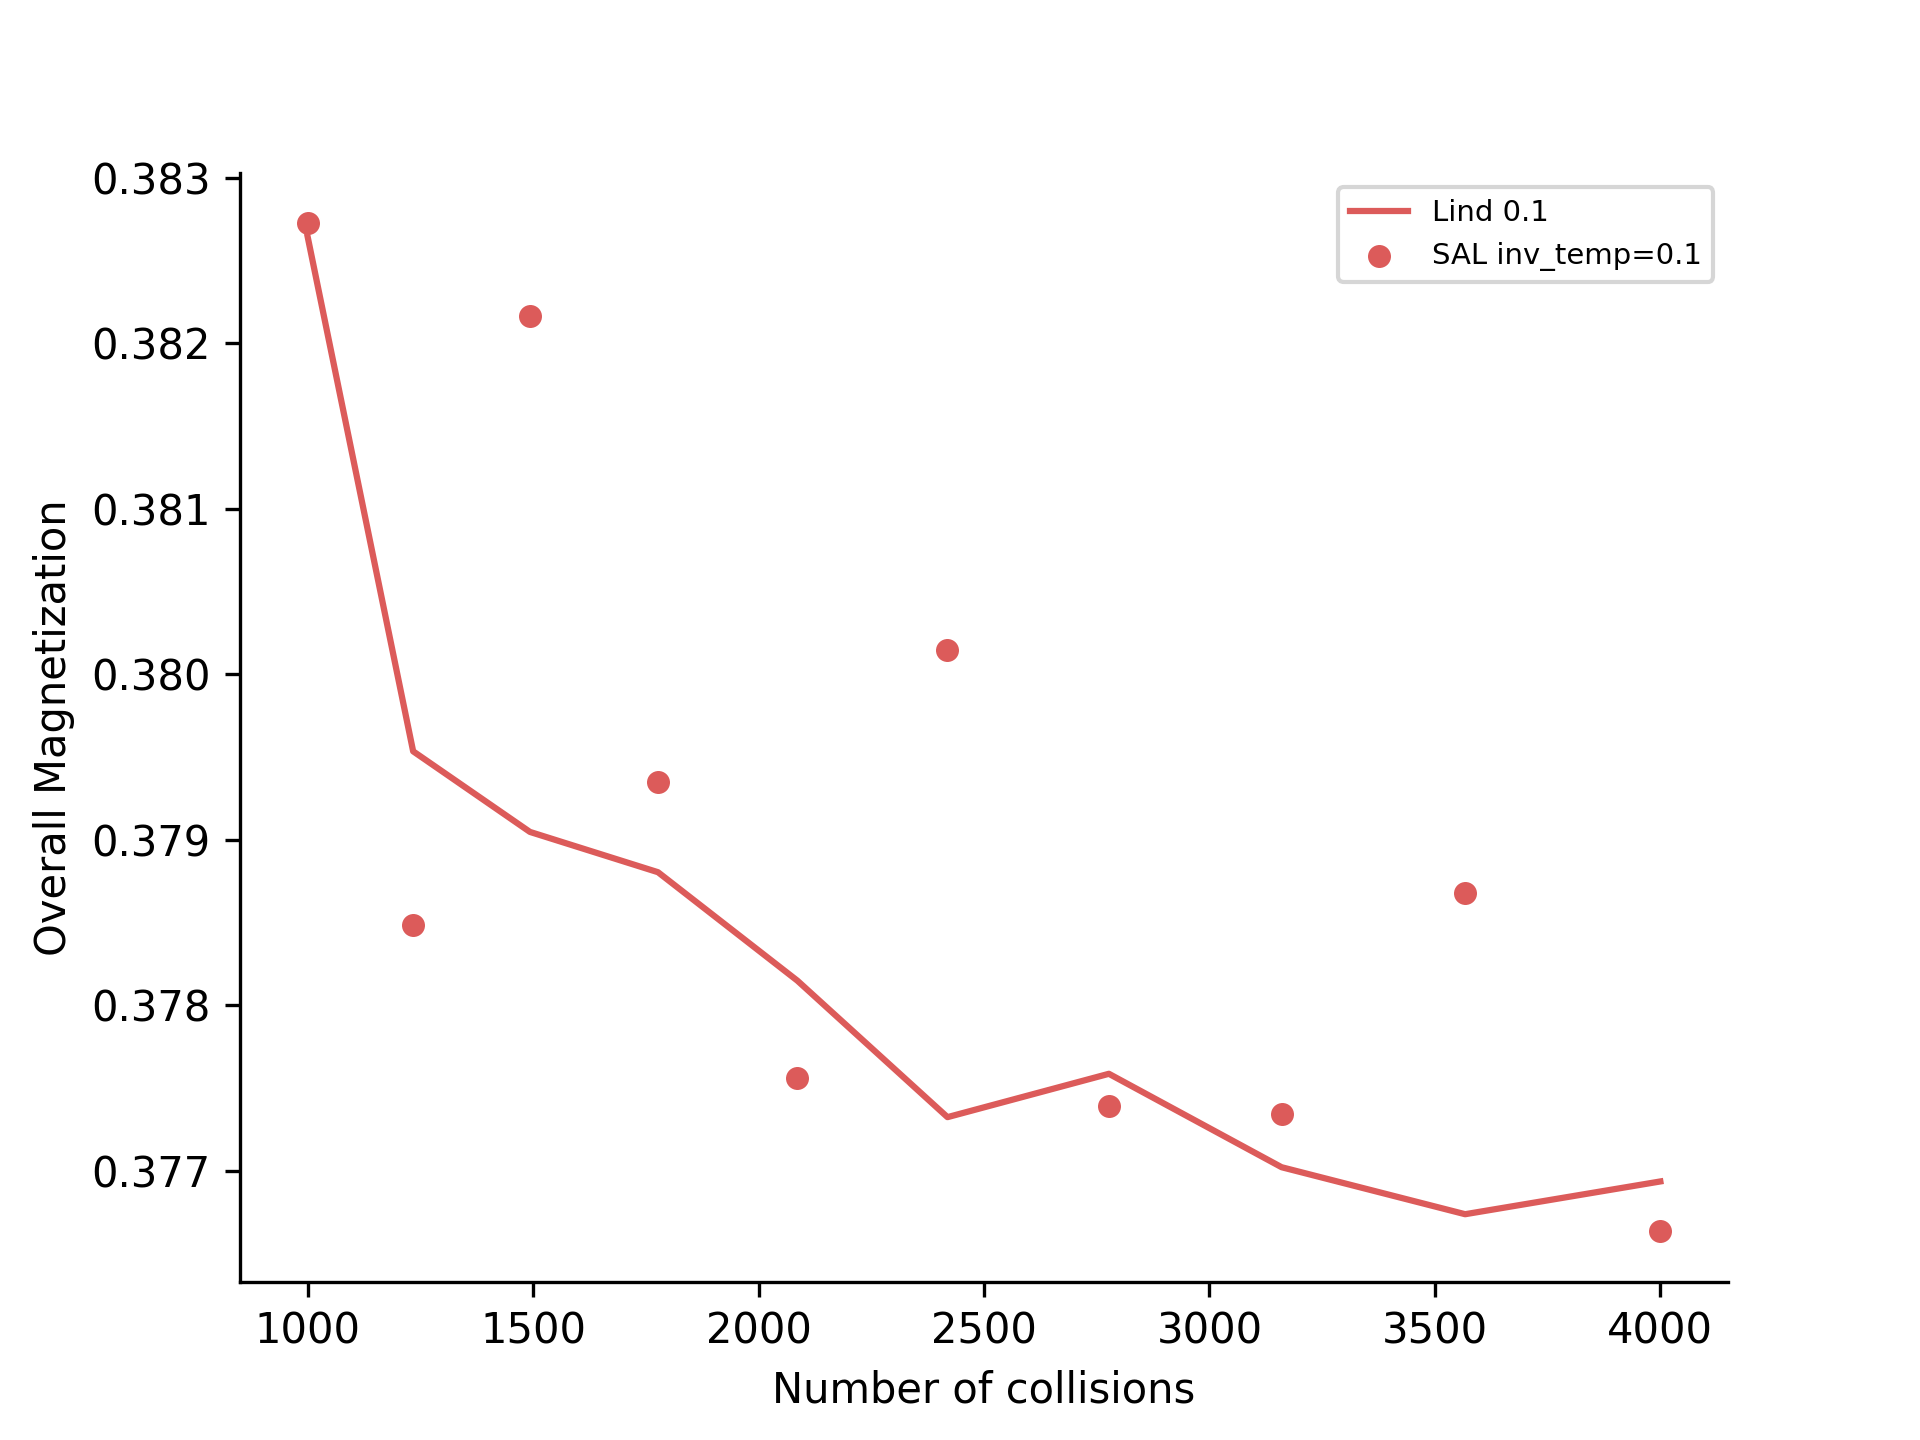 0.383
0.382
0.381
0.380
0.379
0.378
0.377
Overall Magnetization
Lind 0.1
SAL inv_temp=0.1
1000 1500 2000 2500 3000 3500 4000
Number of collisions